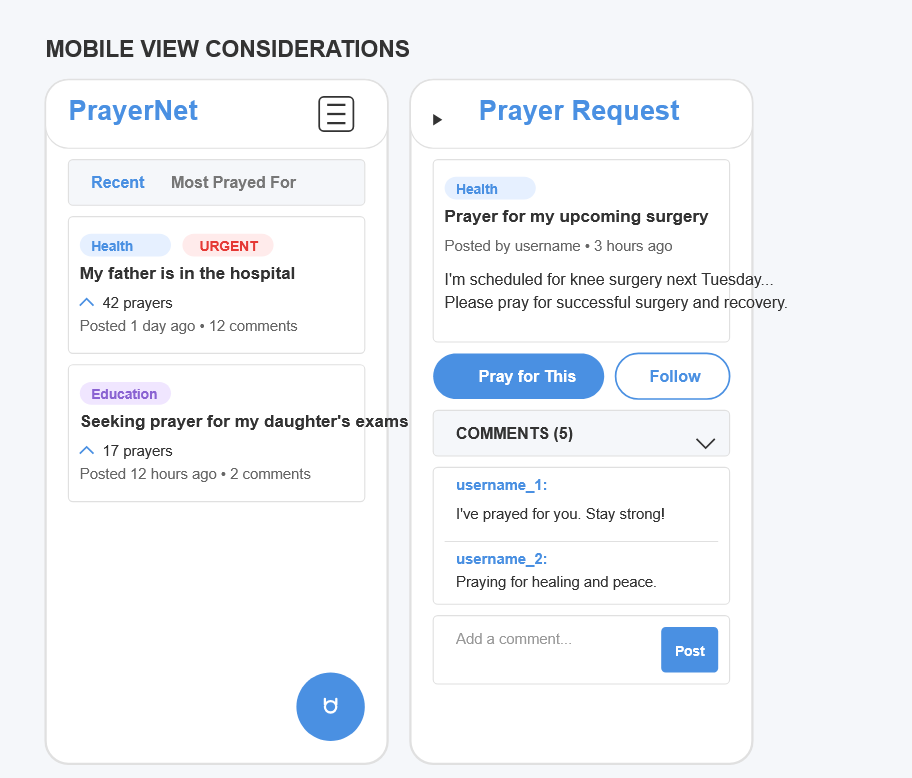 MOBILE VIEW CONSIDERATIONS
PrayerNet
Recent Most Prayed For
Health URGENT
My father is in the hospital
42 prayers
Posted 1 day ago • 12 comments
Education
Seeking prayer for my daughter's exams
17 prayers
Posted 12 hours ago • 2 comments
Prayer Request
Health
Prayer for my upcoming surgery
Posted by username • 3 hours ago
I'm scheduled for knee surgery next Tuesday...
Please pray for successful surgery and recovery.
Pray for This Follow
COMMENTS (5)
username_1:
I've prayed for you. Stay strong!
username_2:
Praying for healing and peace.
Add a comment... Post